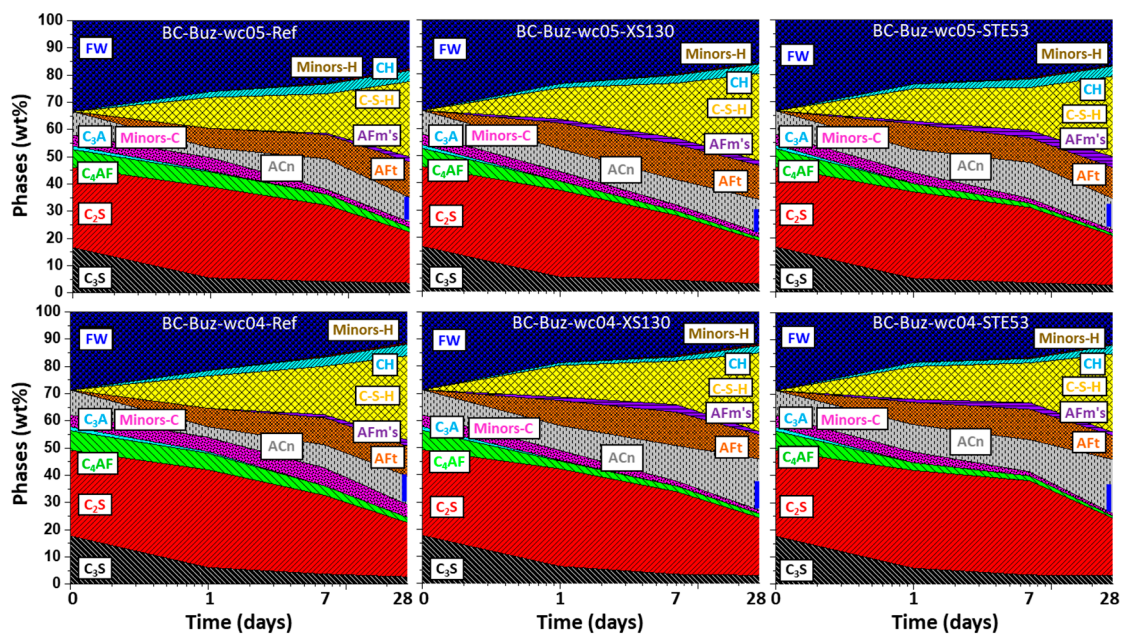 BC-Buz-wc05-Ref
BC-Buz-wc05-XS130
BC-Buz-wc05-STE53
Phases (wt%)
100
90
80
70
60
50
40
30
20
10
0
FW
Minors-H
CH
C-S-H
C₃A
Minors-C
AFm's
ACn
AFt
C₄AF
C₂S
C₃S
FW
Minors-H
CH
C-S-H
C₃A
Minors-C
AFm's
ACn
AFt
C₄AF
C₂S
C₃S
FW
Minors-H
CH
C-S-H
C₃A
Minors-C
AFm's
ACn
AFt
C₄AF
C₂S
C₃S
BC-Buz-wc04-Ref
BC-Buz-wc04-XS130
BC-Buz-wc04-STE53
Phases (wt%)
100
90
80
70
60
50
40
30
20
10
0
FW
Minors-H
CH
C-S-H
C₃A
Minors-C
AFm's
ACn
AFt
C₄AF
C₂S
C₃S
FW
Minors-H
CH
C-S-H
C₃A
Minors-C
AFm's
ACn
AFt
C₄AF
C₂S
C₃S
FW
Minors-H
CH
C-S-H
C₃A
Minors-C
AFm's
ACn
AFt
C₄AF
C₂S
C₃S
0 1 7 28
0 1 7 28
0 1 7 28
Time (days)
Time (days)
Time (days)